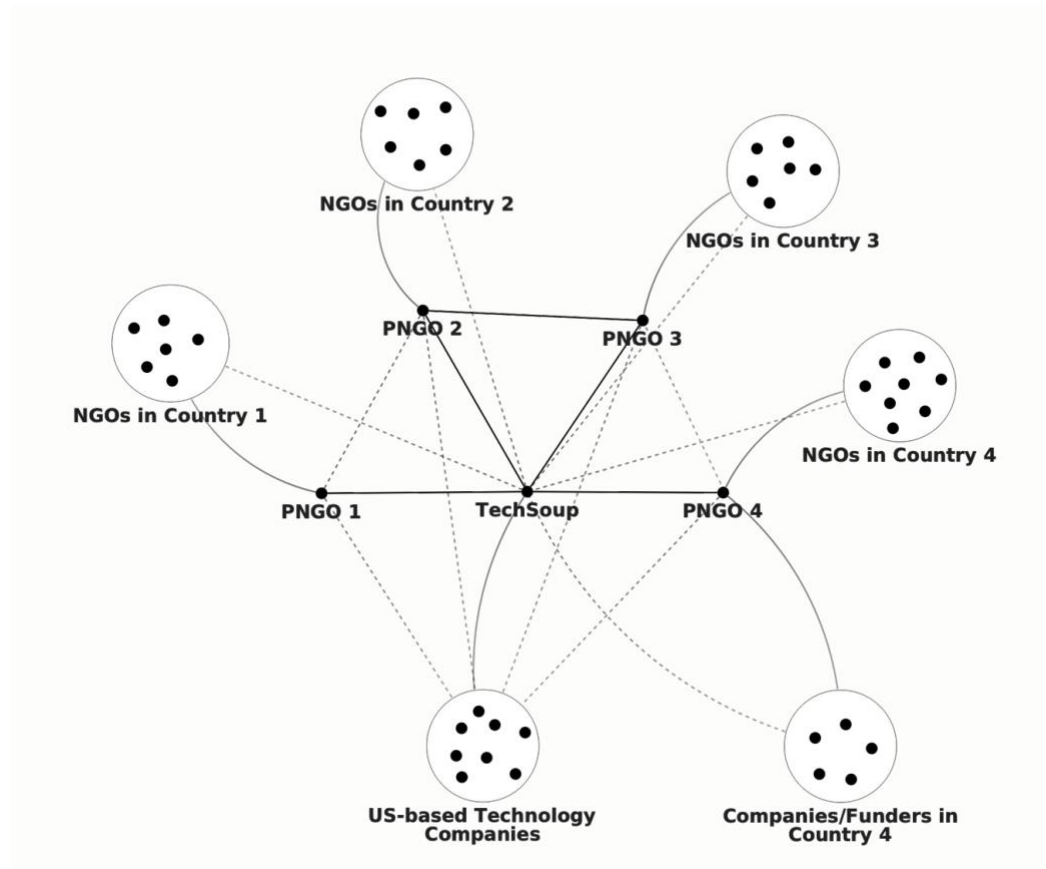 NGOs in Country 2
NGOs in Country 3
PNGO 2
PNGO 3
NGOs in Country 1
NGOs in Country 4
PNGO 1
TechSoup
PNGO 4
US-based Technology
Companies
Companies/Funders in
Country 4